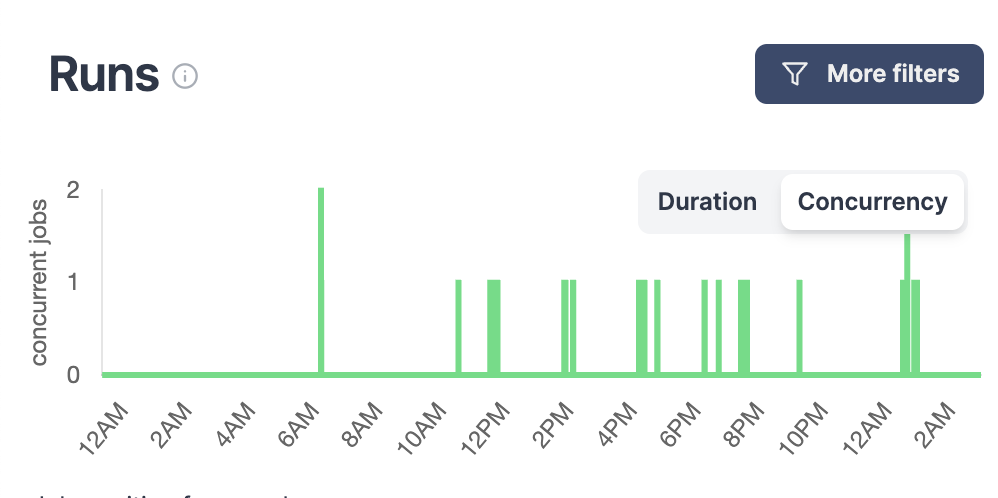 Runs
More filters
Duration Concurrency
concurrent jobs
2
1
0
12AM 2AM 4AM 6AM 8AM 10AM 12PM 2PM 4PM 6PM 8PM 10PM 12AM 2AM